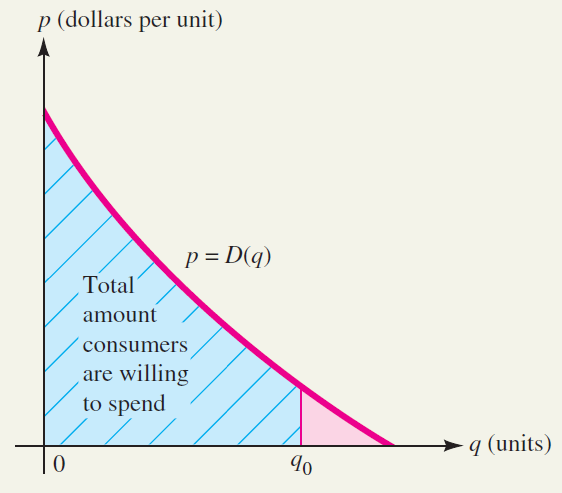 p (dollars per unit)
p = D(q)
Total
amount
consumers
are willing
to spend
q (units)
0
q₀